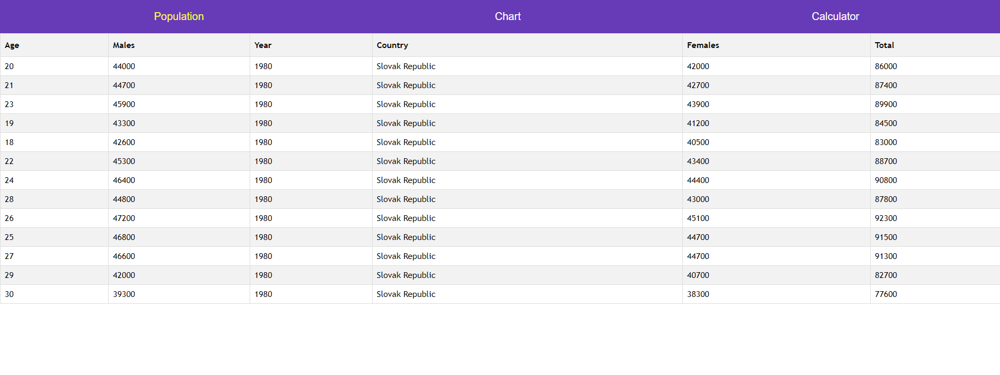 Population Chart Calculator
Age Males Year Country Females Total
20 44000 1980 Slovak Republic 42000 86000
21 44700 1980 Slovak Republic 42700 87400
23 45900 1980 Slovak Republic 43900 89900
19 43300 1980 Slovak Republic 41200 84500
18 42600 1980 Slovak Republic 40500 83000
22 45300 1980 Slovak Republic 43400 88700
24 46400 1980 Slovak Republic 44400 90800
28 44800 1980 Slovak Republic 43000 87800
26 47200 1980 Slovak Republic 45100 92300
25 46800 1980 Slovak Republic 44700 91500
27 46600 1980 Slovak Republic 44700 91300
29 42000 1980 Slovak Republic 40700 82700
30 39300 1980 Slovak Republic 38300 77600